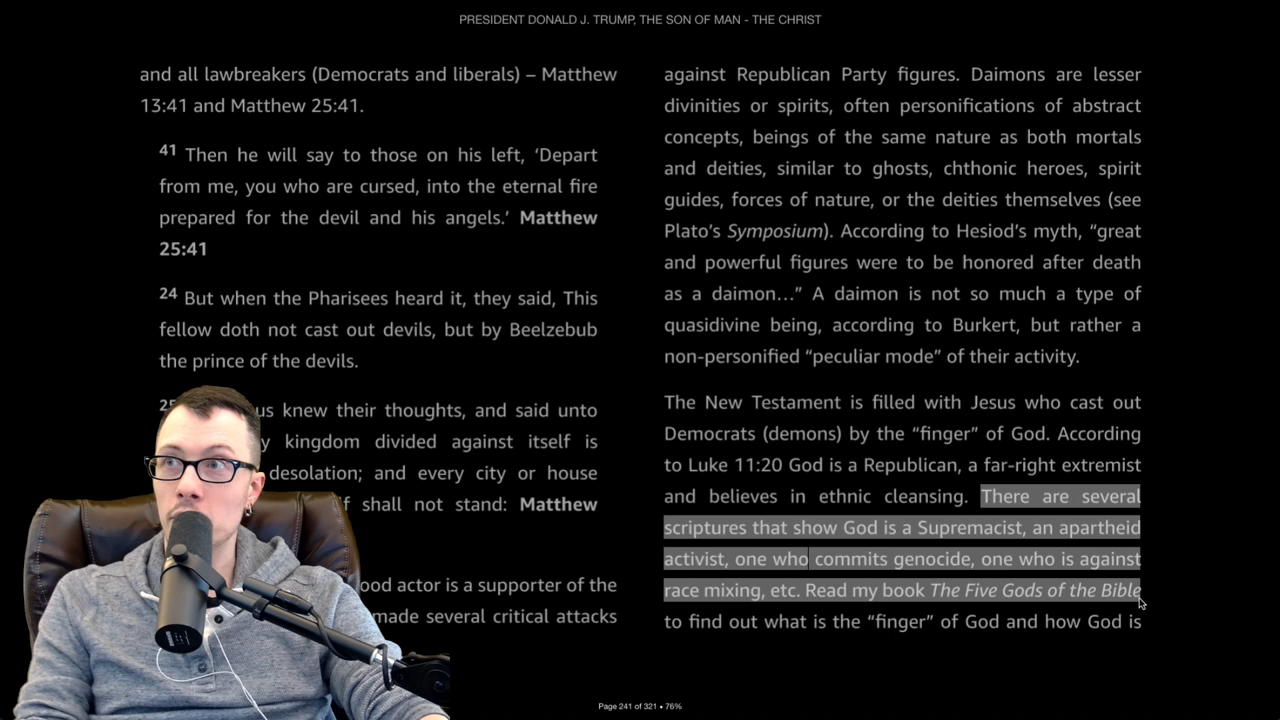 PRESIDENT DONALD J. TRUMP, THE SON OF MAN - THE CHRIST
and all lawbreakers (Democrats and liberals) – Matthew
13:41 and Matthew 25:41.
41 Then he will say to those on his left, ‘Depart
from me, you who are cursed, into the eternal fire
prepared for the devil and his angels.’ Matthew
25:41
24 But when the Pharisees heard it, they said, This
fellow doth not cast out devils, but by Beelzebub
the prince of the devils.
25 us knew their thoughts, and said unto
kingdom divided against itself is
desolation; and every city or house
shall not stand: Matthew
ood actor is a supporter of the
made several critical attacks
against Republican Party figures. Daimons are lesser
divinities or spirits, often personifications of abstract
concepts, beings of the same nature as both mortals
and deities, similar to ghosts, chthonic heroes, spirit
guides, forces of nature, or the deities themselves (see
Plato’s Symposium). According to Hesiod’s myth, “great
and powerful figures were to be honored after death
as a daimon…” A daimon is not so much a type of
quasidivine being, according to Burkert, but rather a
non-personified “peculiar mode” of their activity.
The New Testament is filled with Jesus who cast out
Democrats (demons) by the “finger” of God. According
to Luke 11:20 God is a Republican, a far-right extremist
and believes in ethnic cleansing. There are several
scriptures that show God is a Supremacist, an apartheid
activist, one who commits genocide, one who is against
race mixing, etc. Read my book The Five Gods of the Bible
to find out what is the “finger” of God and how God is
Page 241 of 321 • 76%